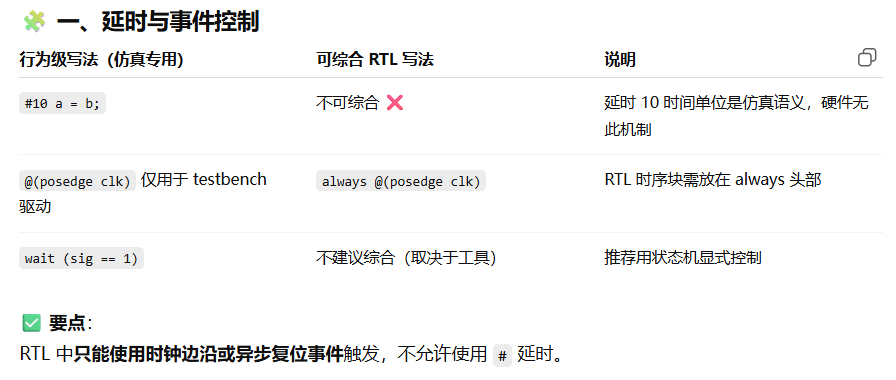 🧩 一、延时与事件控制
行为级写法（仿真专用） 可综合 RTL 写法 说明
#10 a = b; 不可综合 ❌ 延时 10 时间单位是仿真语义，硬件无
此机制
@(posedge clk) 仅用于 testbench always @(posedge clk) RTL 时序块需放在 always 头部
驱动
wait (sig == 1) 不建议综合（取决于工具） 推荐用状态机显式控制
✅ 要点：
RTL 中只能使用时钟边沿或异步复位事件触发，不允许使用 # 延时。